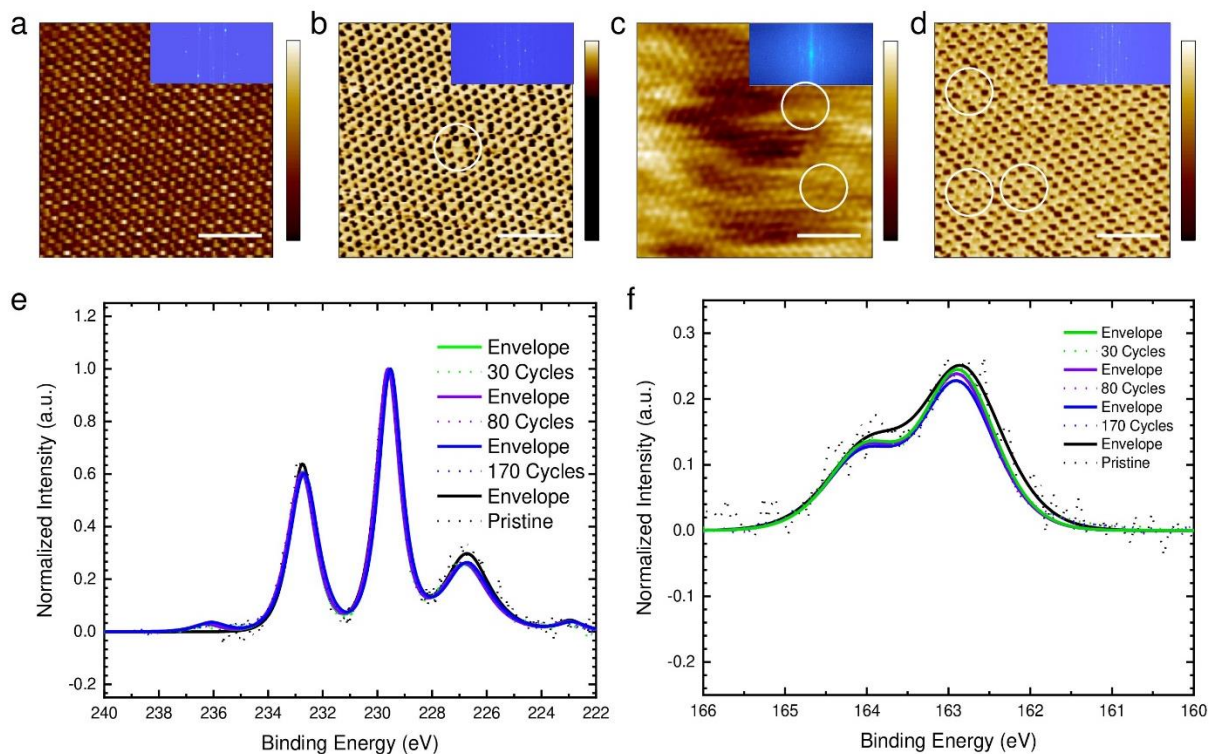 a
b
c
d
e
1.2
1.0
0.8
0.6
0.4
0.2
0.0
-0.2
Normalized Intensity (a.u.)
240 238 236 234 232 230 228 226 224 222
Binding Energy (eV)
Envelope
30 Cycles
Envelope
80 Cycles
Envelope
170 Cycles
Envelope
Pristine
f
0.3
0.2
0.1
0.0
-0.1
-0.2
Normalized Intensity (a.u.)
166 165 164 163 162 161 160
Binding Energy (eV)
Envelope
30 Cycles
Envelope
80 Cycles
Envelope
170 Cycles
Envelope
Pristine